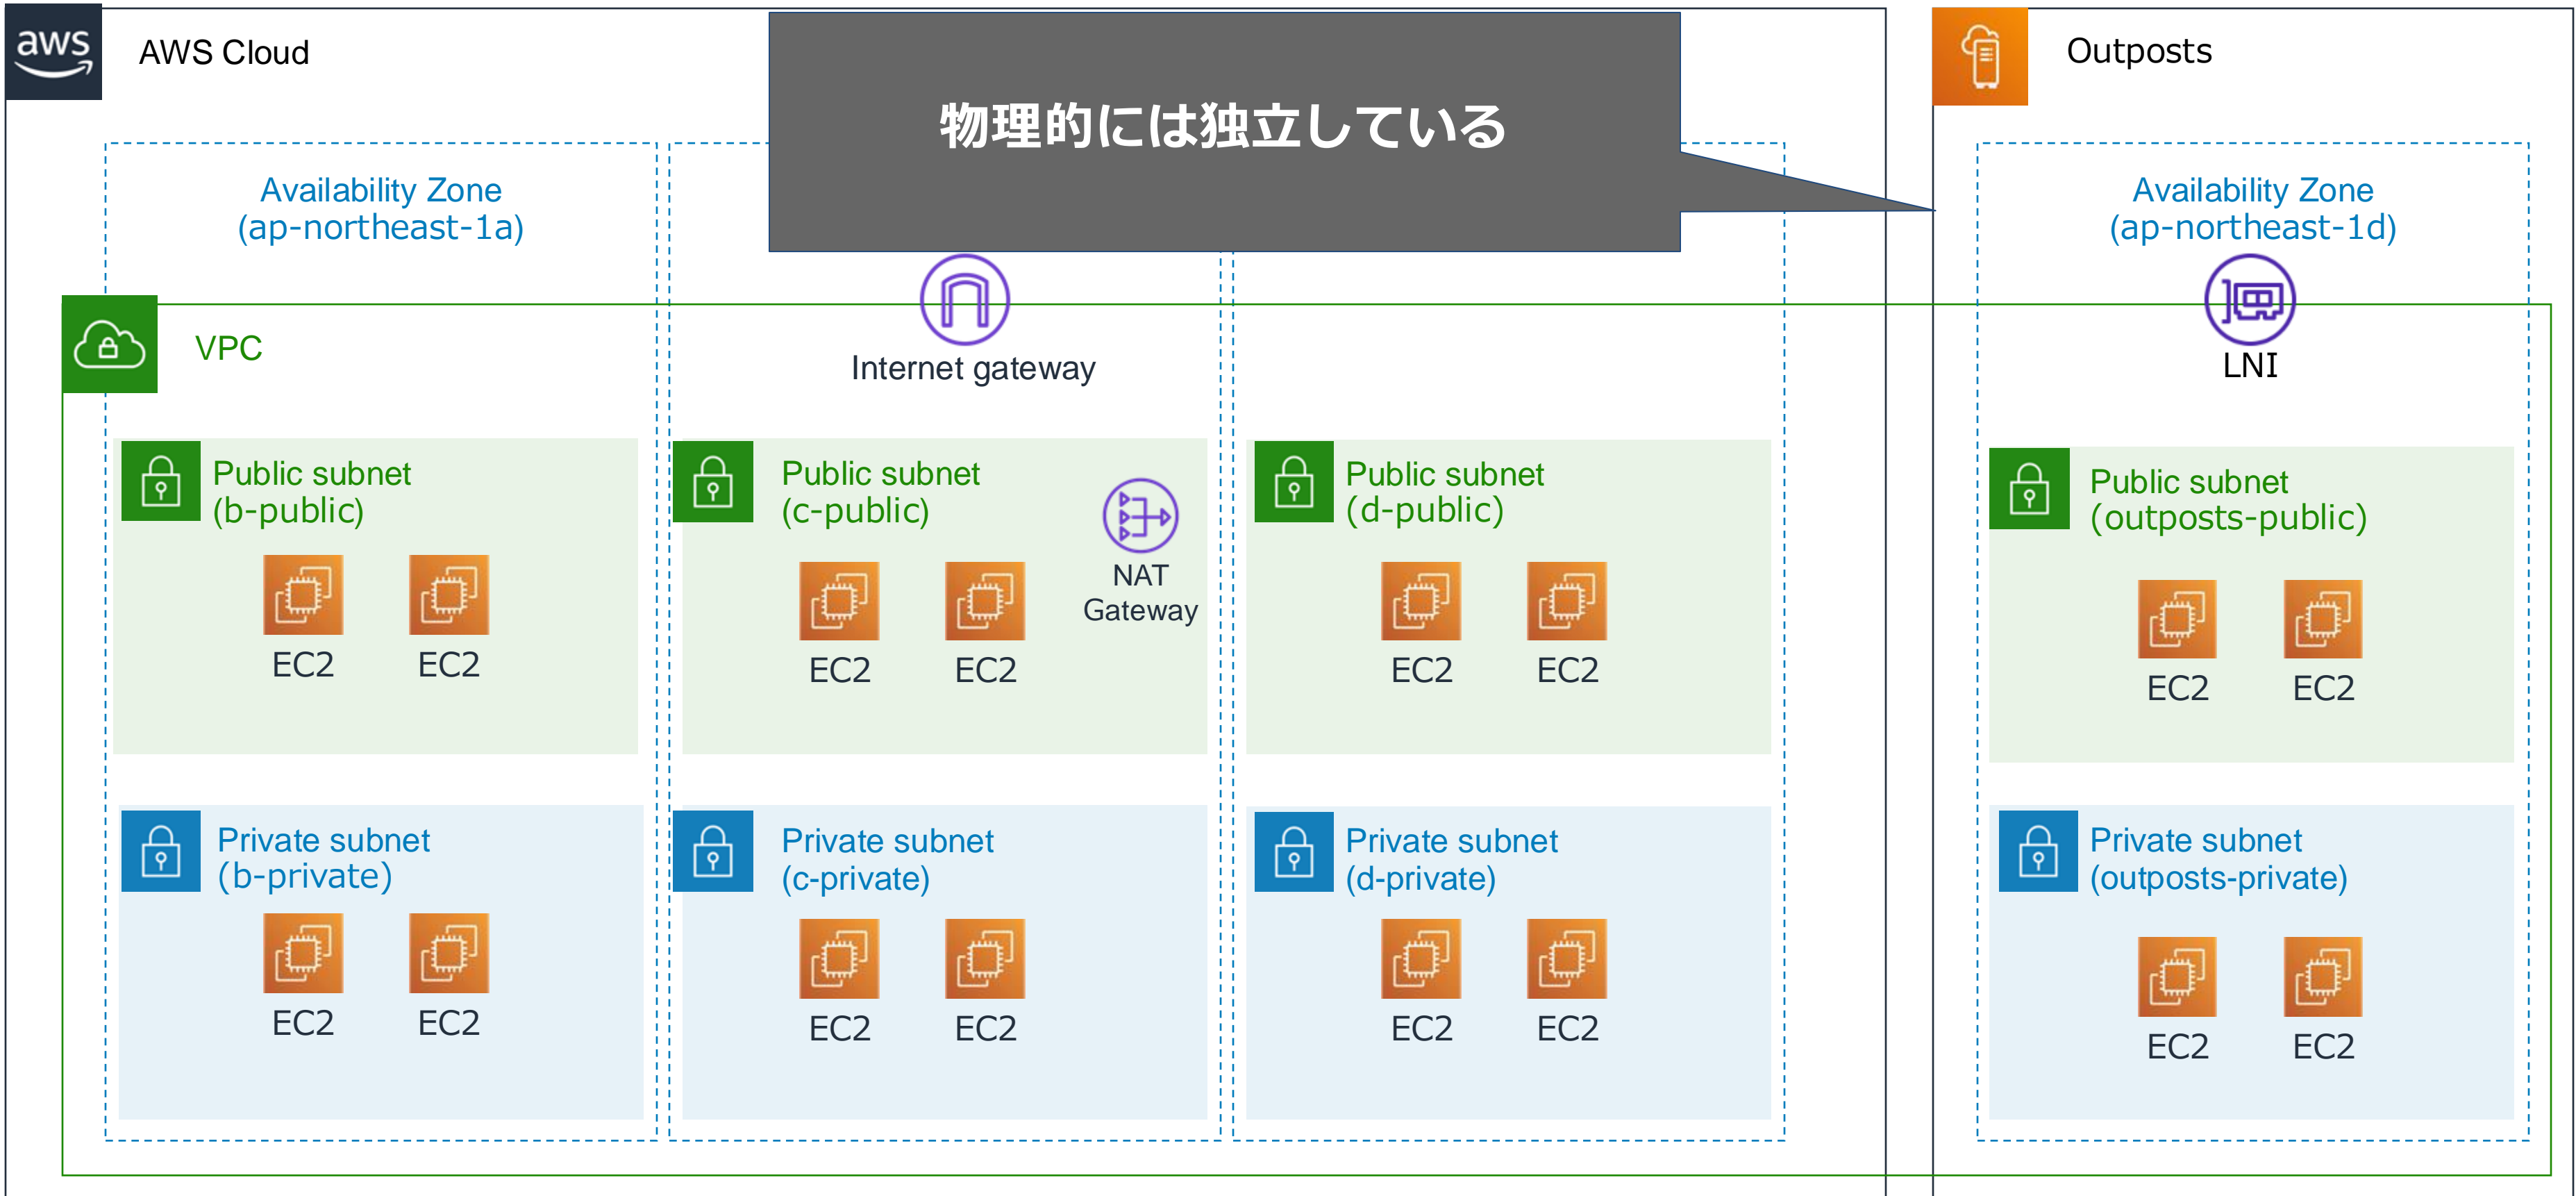 aws
AWS Cloud
物理的には独立している
Outposts
Availability Zone
(ap-northeast-1a)
Availability Zone
(ap-northeast-1d)
VPC
Internet gateway
LNI
Public subnet
(b-public)
EC2
EC2
Public subnet
(c-public)
NAT
Gateway
EC2
EC2
Public subnet
(d-public)
EC2
EC2
Public subnet
(outposts-public)
EC2
EC2
Private subnet
(b-private)
EC2
EC2
Private subnet
(c-private)
EC2
EC2
Private subnet
(d-private)
EC2
EC2
Private subnet
(outposts-private)
EC2
EC2